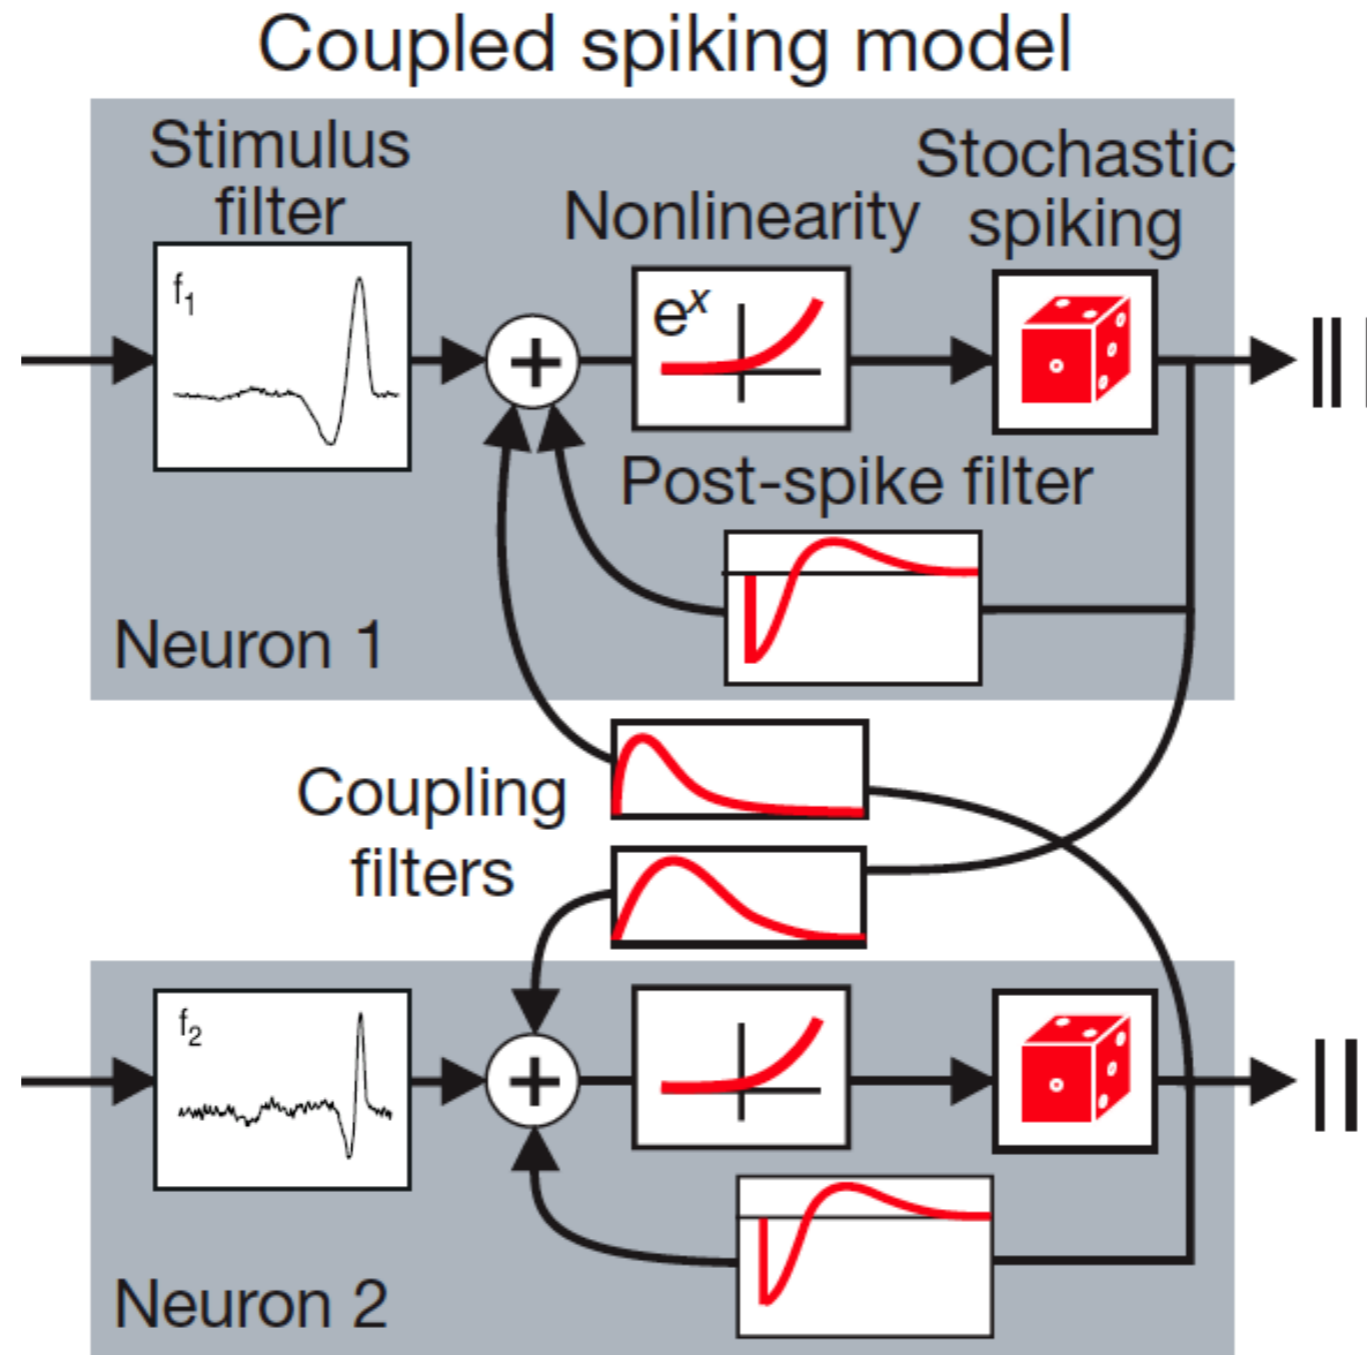 Coupled spiking model
Stimulus
filter
Stochastic
spiking
Nonlinearity
f₁
eˣ
+
Post-spike filter
Neuron 1
Coupling
filters
f₂
+
Neuron 2